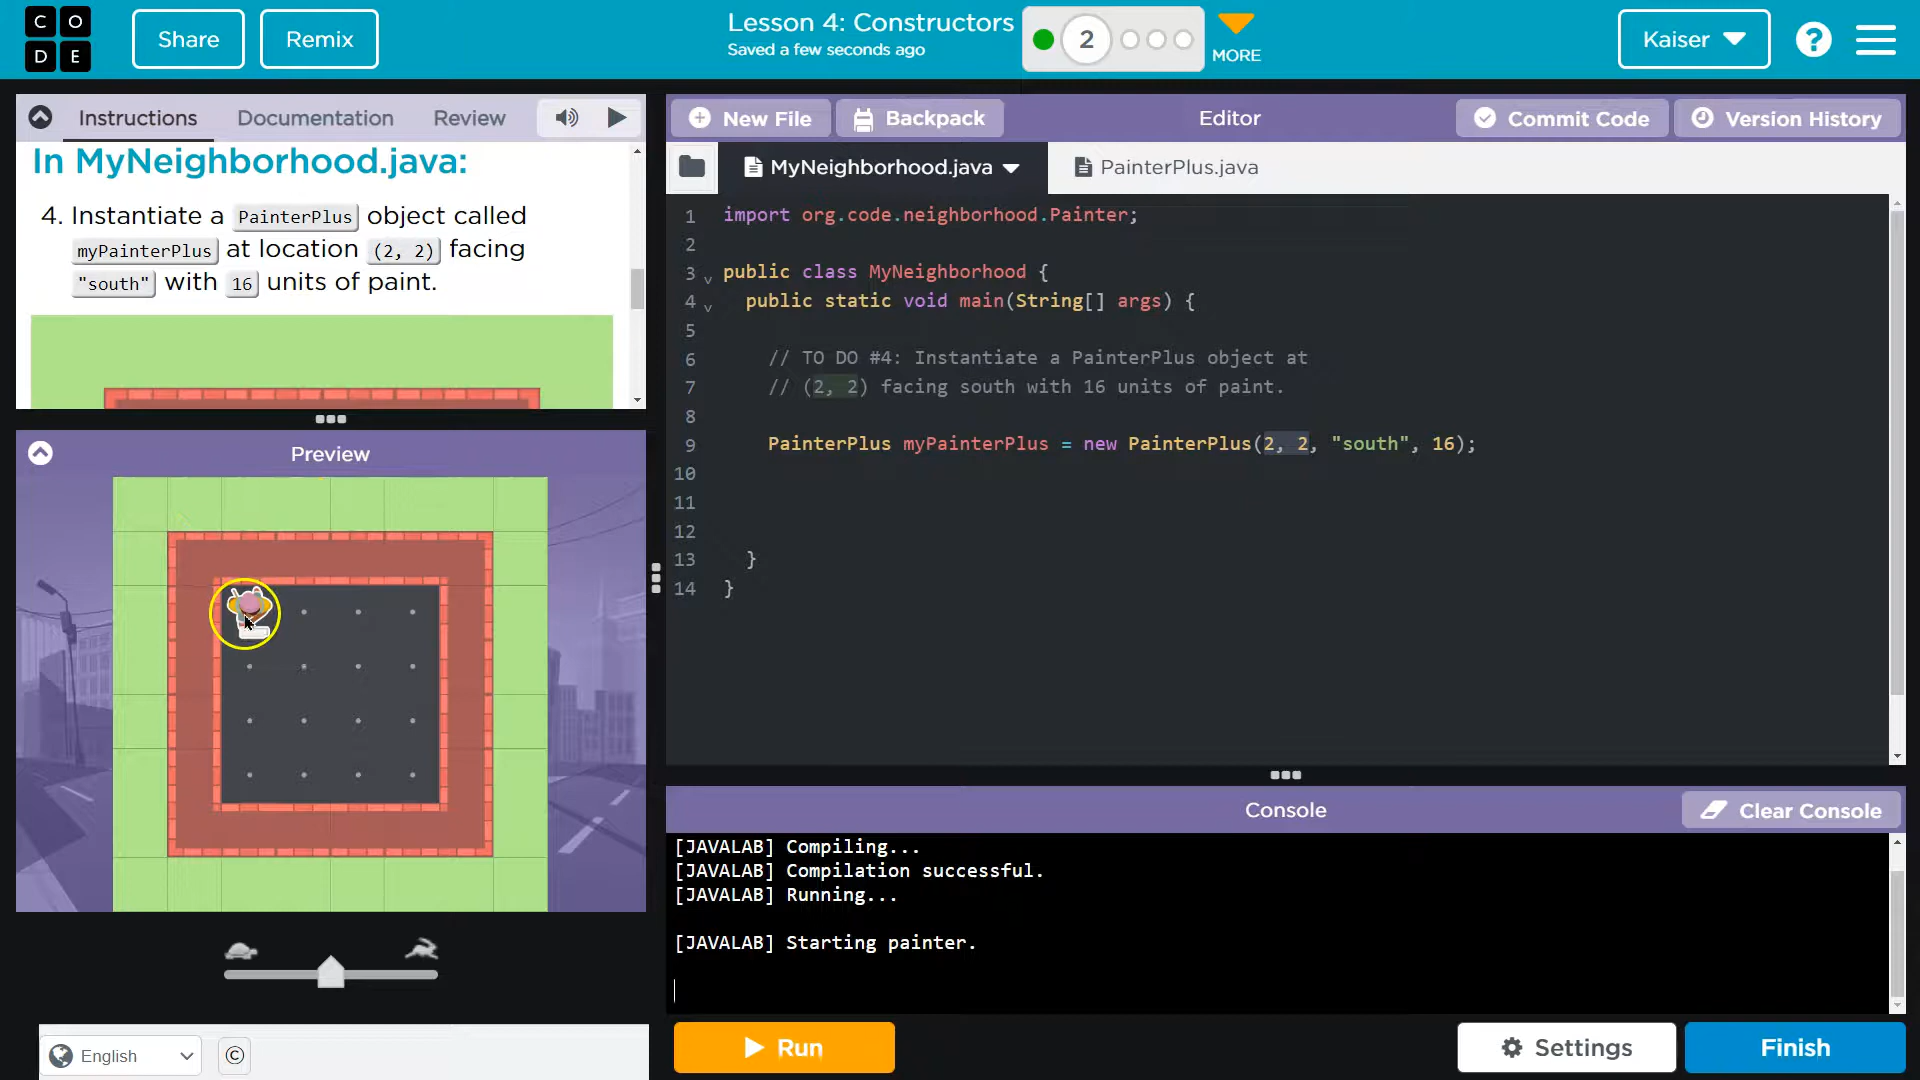 C O
D E
Share
Remix
Lesson 4: Constructors
Saved a few seconds ago
2
MORE
Kaiser
?
Instructions
Documentation
Review
In MyNeighborhood.java:
4. Instantiate a PainterPlus object called
myPainterPlus at location (2, 2) facing
"south" with 16 units of paint.
Preview
New File
Backpack
Editor
Commit Code
Version History
MyNeighborhood.java
PainterPlus.java
1 import org.code.neighborhood.Painter;
2
3 public class MyNeighborhood {
4 public static void main(String[] args) {
5
6 // TO DO #4: Instantiate a PainterPlus object at
7 // (2, 2) facing south with 16 units of paint.
8
9 PainterPlus myPainterPlus = new PainterPlus(2, 2, "south", 16);
10
11
12
13 }
14 }
Console
Clear Console
[JAVALAB] Compiling...
[JAVALAB] Compilation successful.
[JAVALAB] Running...
[JAVALAB] Starting painter.
English
©
Run
Settings
Finish